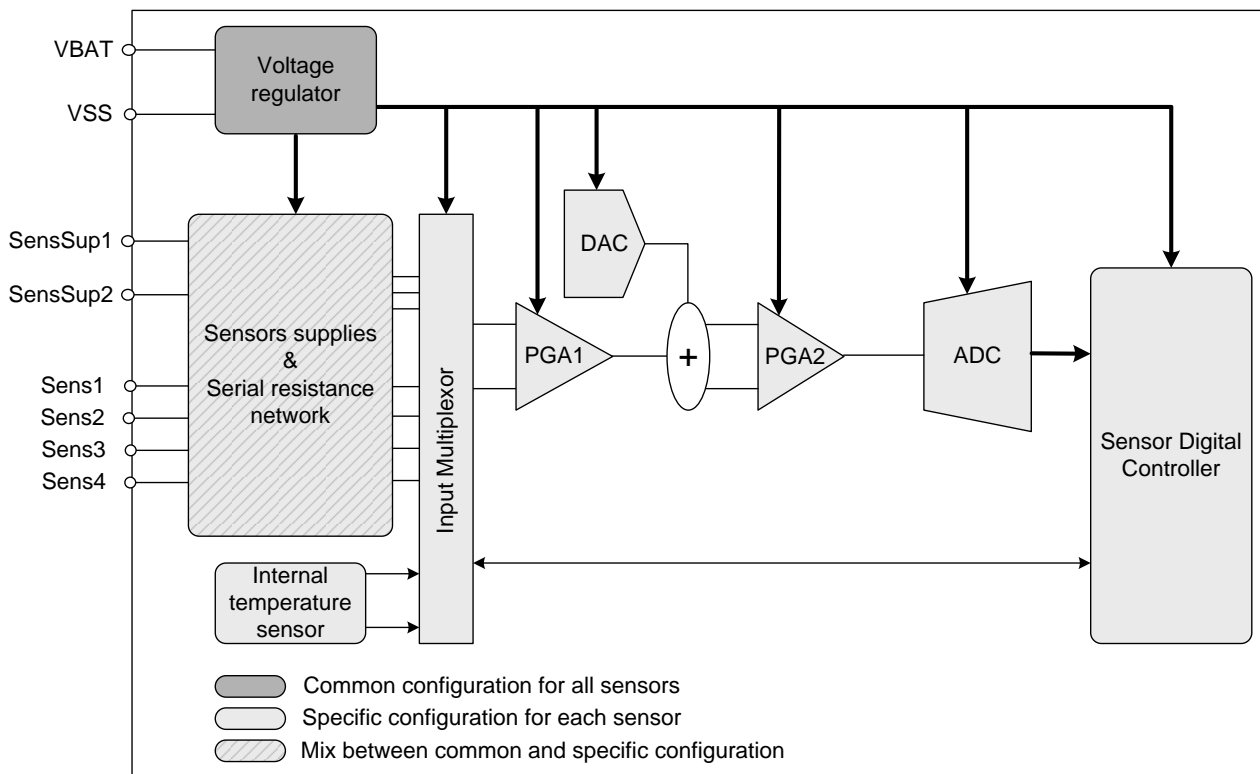 VBAT
Voltage
regulator
VSS
SensSup1
SensSup2
Sens1
Sens2
Sens3
Sens4
Sensors supplies
&
Serial resistance
network
Internal
temperature
sensor
Input Multiplexor
PGA1
DAC
+
PGA2
ADC
Sensor Digital
Controller
Common configuration for all sensors
Specific configuration for each sensor
Mix between common and specific configuration